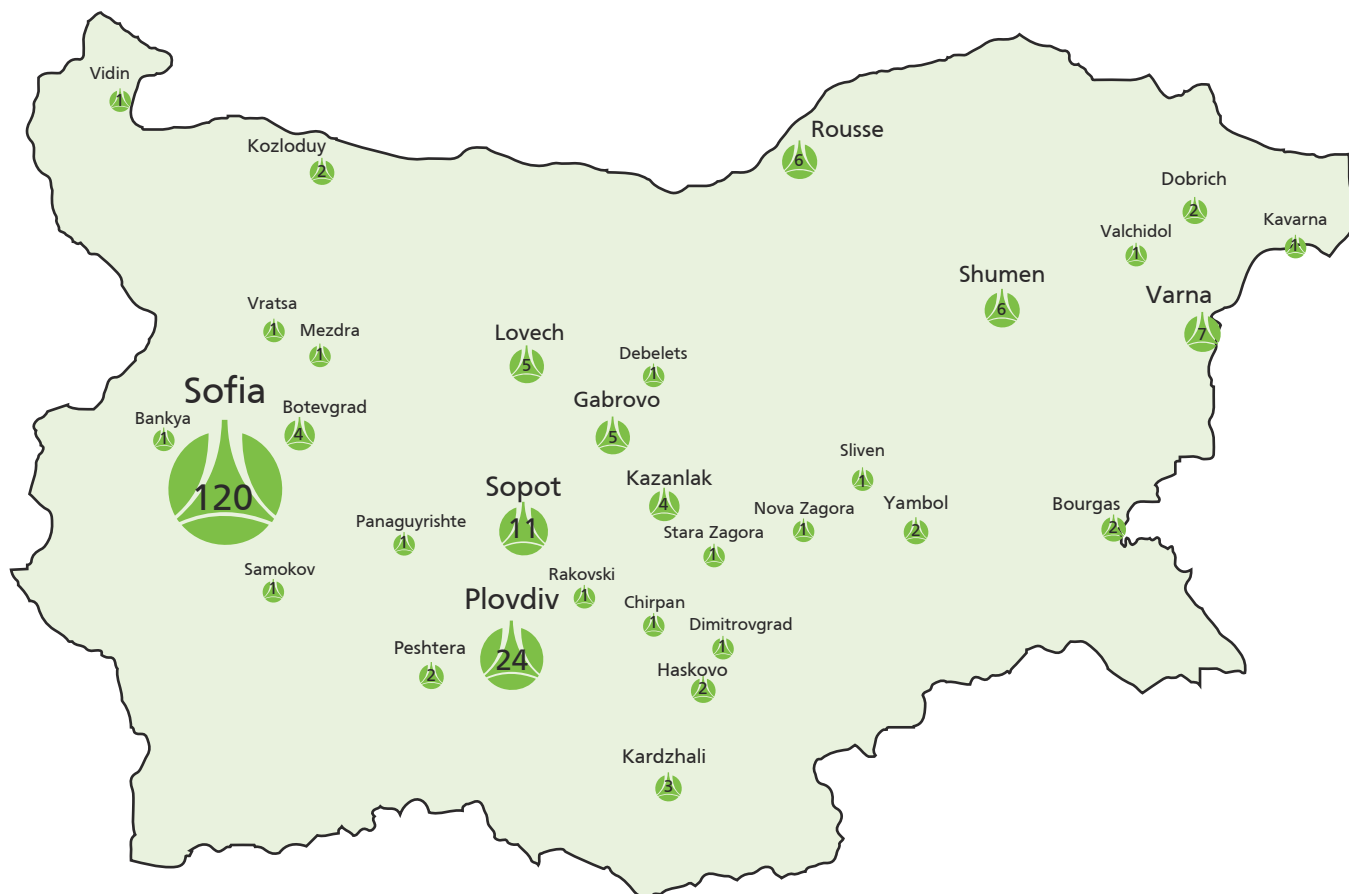 Vidin
1
Kozloduy
2
Rousse
6
Dobrich
2
Kavarna
1
Valchidol
1
Shumen
6
Varna
7
Vratsa
1
Mezdra
1
Lovech
5
Debelets
1
Sofia
120
Bankya
1
Botevgrad
4
Gabrovo
5
Sliven
1
Kazanlak
4
Sopot
11
Nova Zagora
1
Yambol
2
Bourgas
2
Panaguyrishte
1
Stara Zagora
1
Samokov
1
Rakovski
1
Plovdiv
24
Chirpan
1
Dimitrovgrad
1
Peshtera
2
Haskovo
2
Kardzhali
3